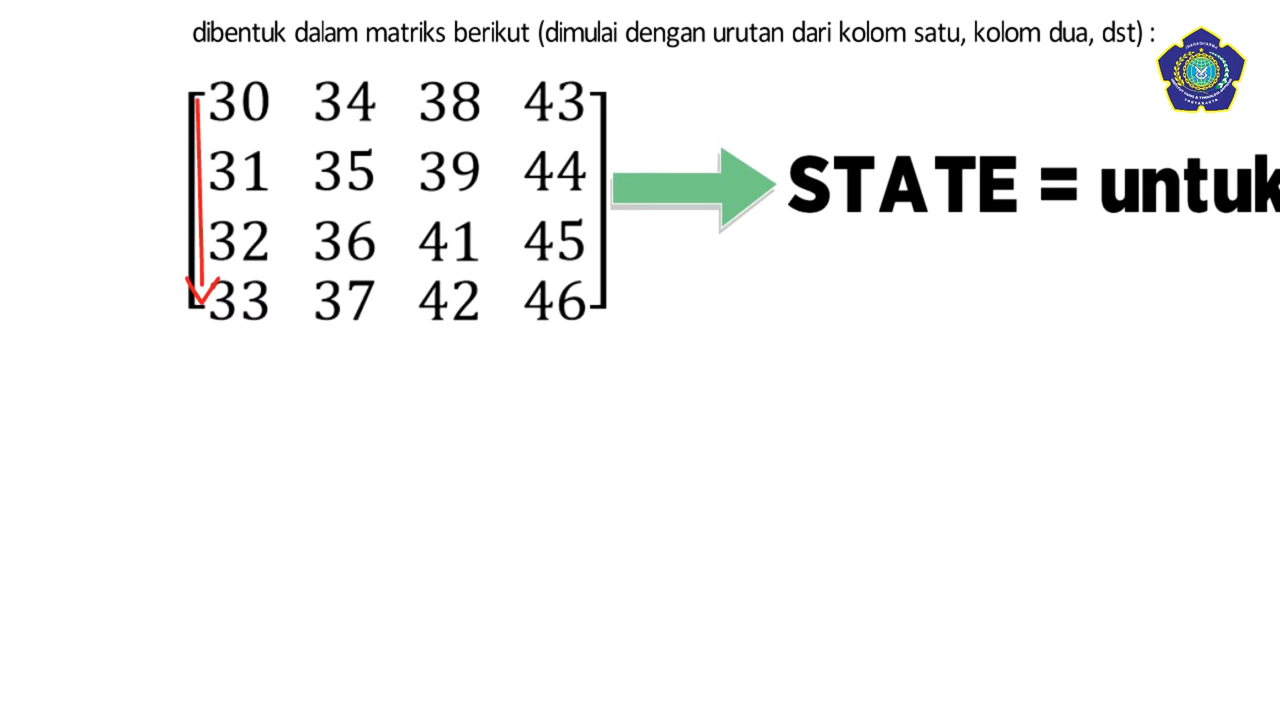 dibentuk dalam matriks berikut (dimulai dengan urutan dari kolom satu, kolom dua, dst) :
30 34 38 43
31 35 39 44
32 36 41 45
33 37 42 46
STATE = untuk